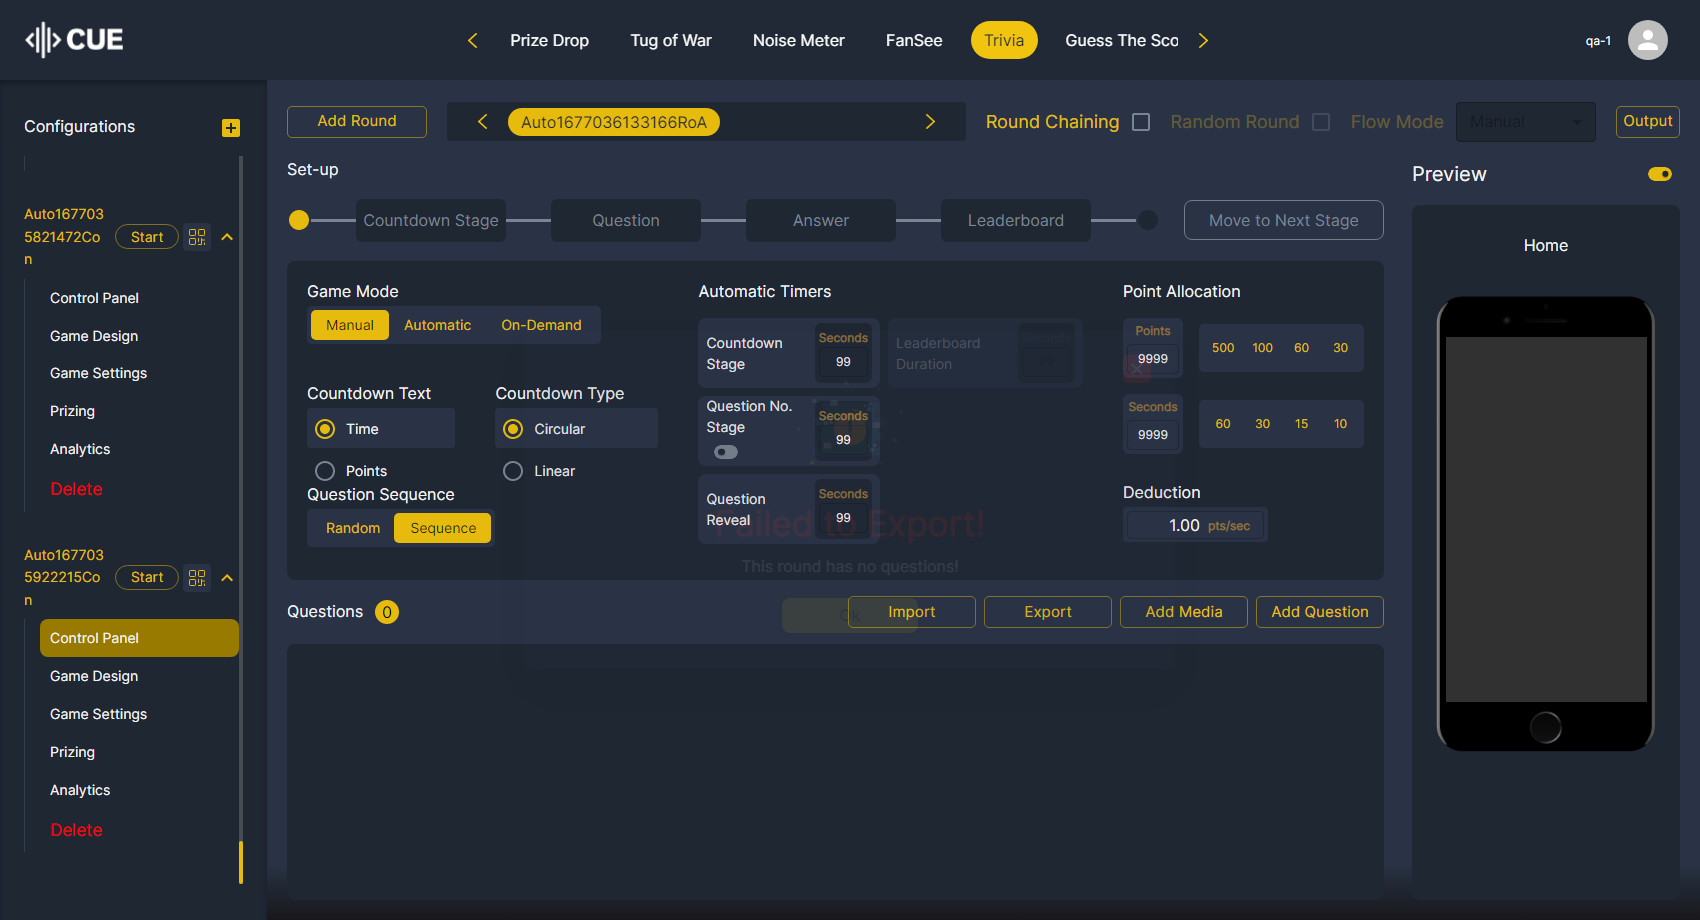 CUE
Prize Drop
Tug of War
Noise Meter
FanSee
Trivia
Guess The Sco
qa-1
Configurations
Add Round
Auto1677036133166RoA
Round Chaining
Random Round
Flow Mode
Manual
Output
Auto167703
5821472Co
n
Start
Control Panel
Game Design
Game Settings
Prizing
Analytics
Delete
Auto167703
5922215Co
n
Start
Control Panel
Game Design
Game Settings
Prizing
Analytics
Delete
Set-up
Countdown Stage
Question
Answer
Leaderboard
Move to Next Stage
Game Mode
Manual
Automatic
On-Demand
Countdown Text
Time
Points
Countdown Type
Circular
Linear
Question Sequence
Random
Sequence
Automatic Timers
Countdown
Stage
Seconds
99
Leaderboard
Duration
Seconds
Question No.
Stage
Seconds
99
Question
Reveal
Seconds
99
Point Allocation
Points
9999
500 100 60 30
Seconds
9999
60 30 15 10
Deduction
1.00 pts/sec
Failed to Export!
This round has no questions!
Ok
Questions 0
Import
Export
Add Media
Add Question
Preview
Home